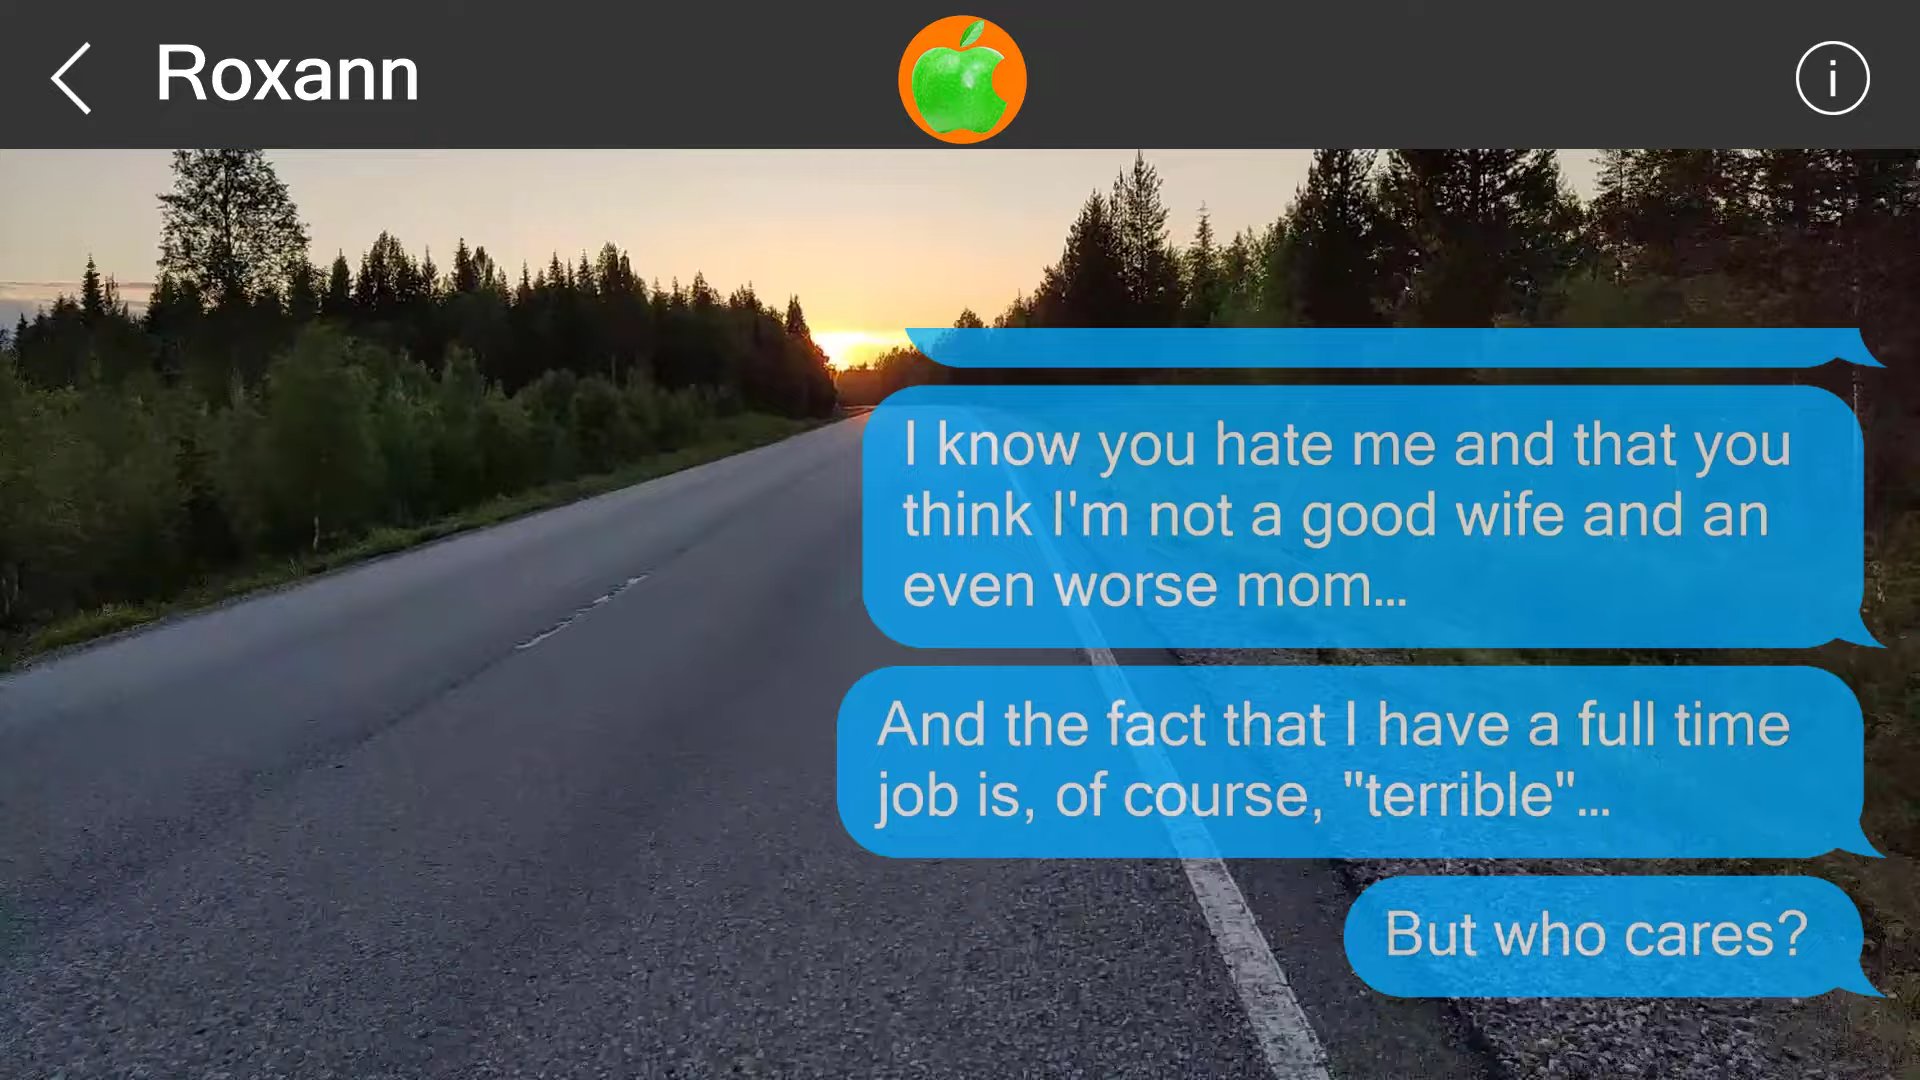 Roxann
I know you hate me and that you
think I'm not a good wife and an
even worse mom...
And the fact that I have a full time
job is, of course, "terrible"...
But who cares?